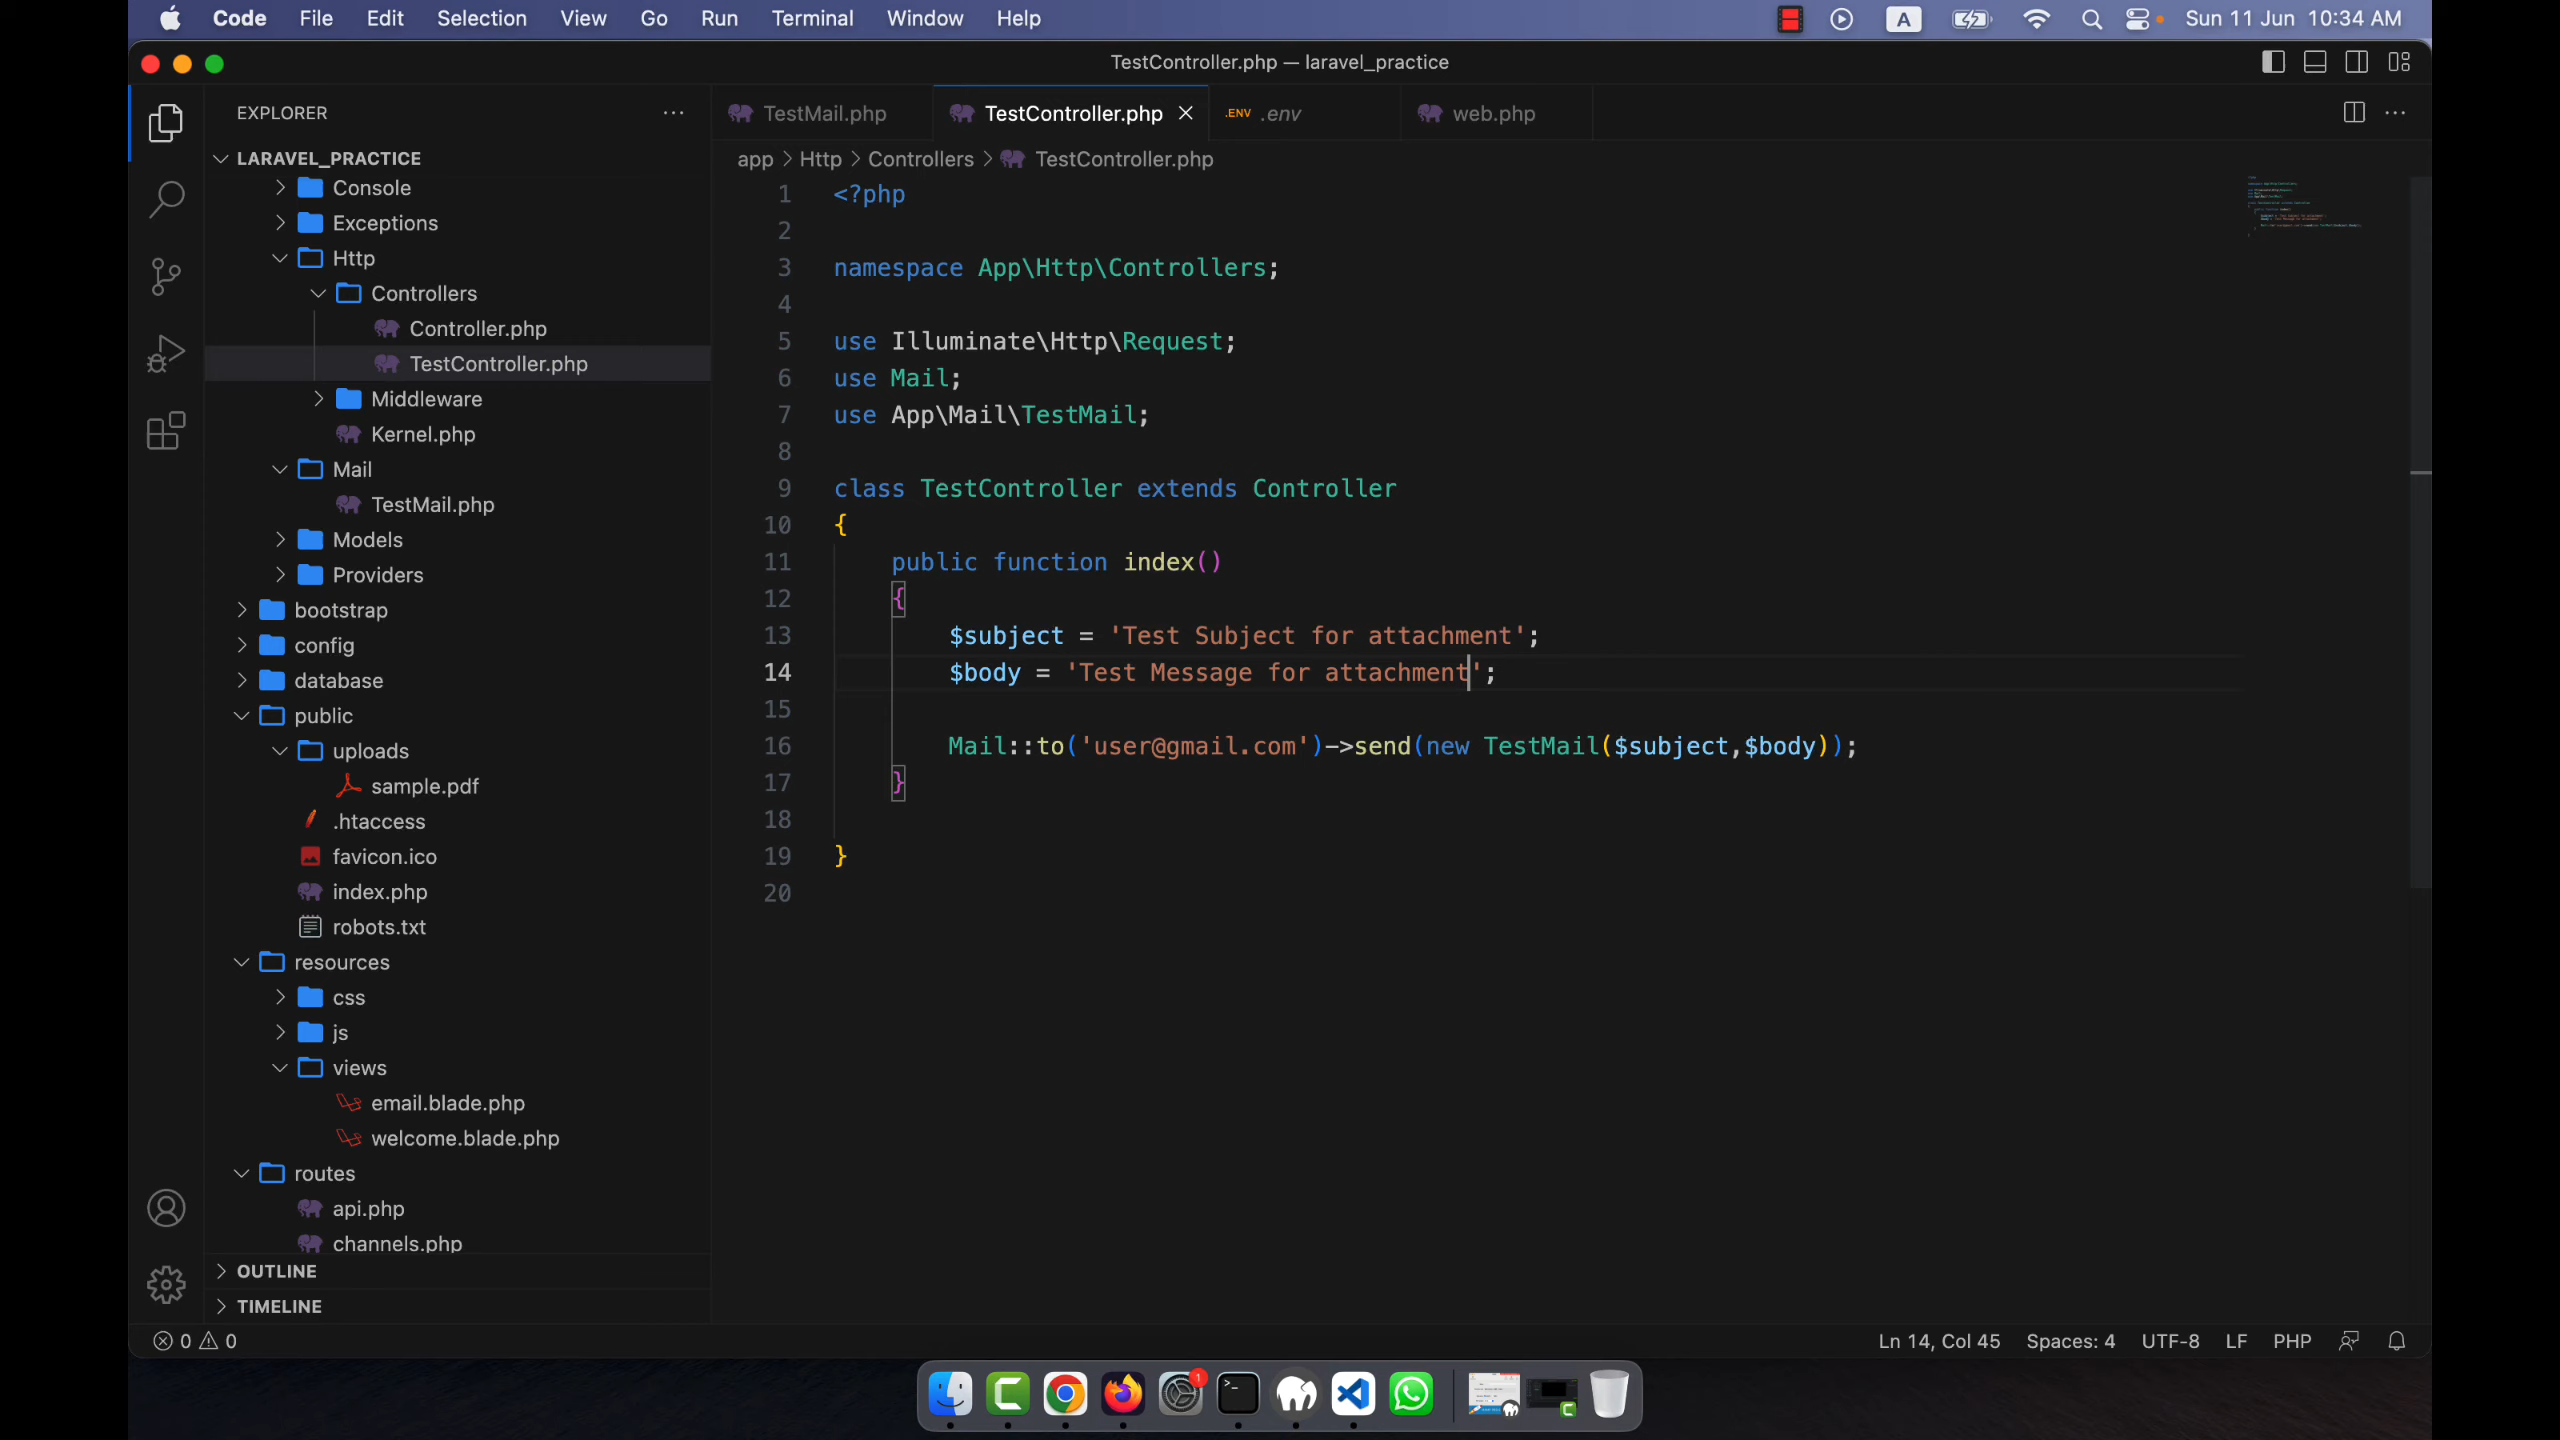 Code File Edit Selection View Go Run Terminal Window Help A Sun 11 Jun 10:34 AM
TestController.php — laravel_practice
EXPLORER
LARAVEL_PRACTICE
Console
Exceptions
Http
Controllers
Controller.php
TestController.php
Middleware
Kernel.php
Mail
TestMail.php
Models
Providers
bootstrap
config
database
public
uploads
sample.pdf
.htaccess
favicon.ico
index.php
robots.txt
resources
css
js
views
email.blade.php
welcome.blade.php
routes
api.php
channels.php
OUTLINE
TIMELINE
TestMail.php TestController.php .ENV .env web.php
app > Http > Controllers > TestController.php
1 <?php
2
3 namespace App\Http\Controllers;
4
5 use Illuminate\Http\Request;
6 use Mail;
7 use App\Mail\TestMail;
8
9 class TestController extends Controller
10 {
11 public function index()
12 {
13 $subject = 'Test Subject for attachment';
14 $body = 'Test Message for attachment';
15
16 Mail::to('user@gmail.com')->send(new TestMail($subject,$body));
17 }
18
19 }
20
0 0 Ln 14, Col 45 Spaces: 4 UTF-8 LF PHP
1